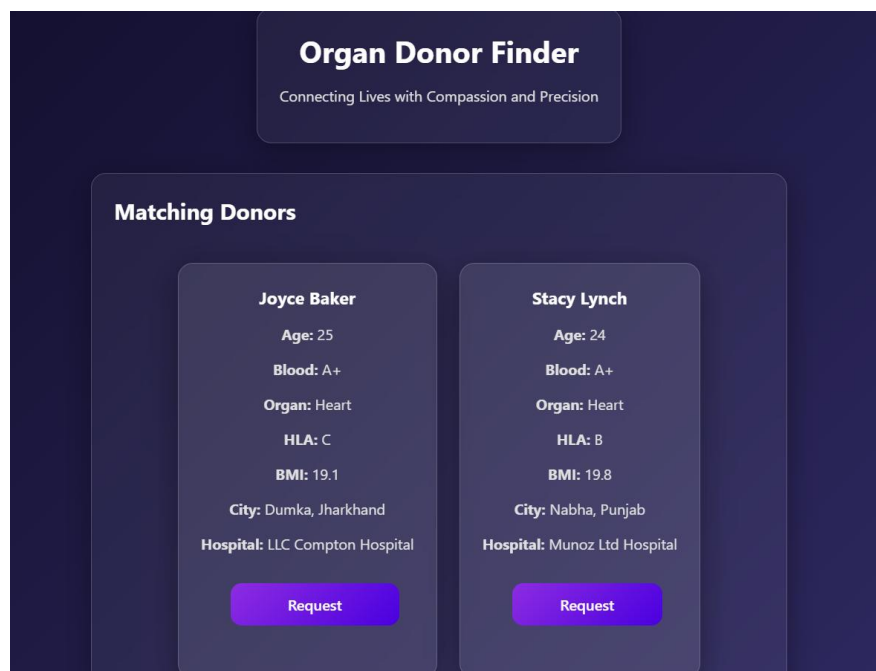 Organ Donor Finder
Connecting Lives with Compassion and Precision
Matching Donors
Joyce Baker
Age: 25
Blood: A+
Organ: Heart
HLA: C
BMI: 19.1
City: Dumka, Jharkhand
Hospital: LLC Compton Hospital
Request
Stacy Lynch
Age: 24
Blood: A+
Organ: Heart
HLA: B
BMI: 19.8
City: Nabha, Punjab
Hospital: Munoz Ltd Hospital
Request